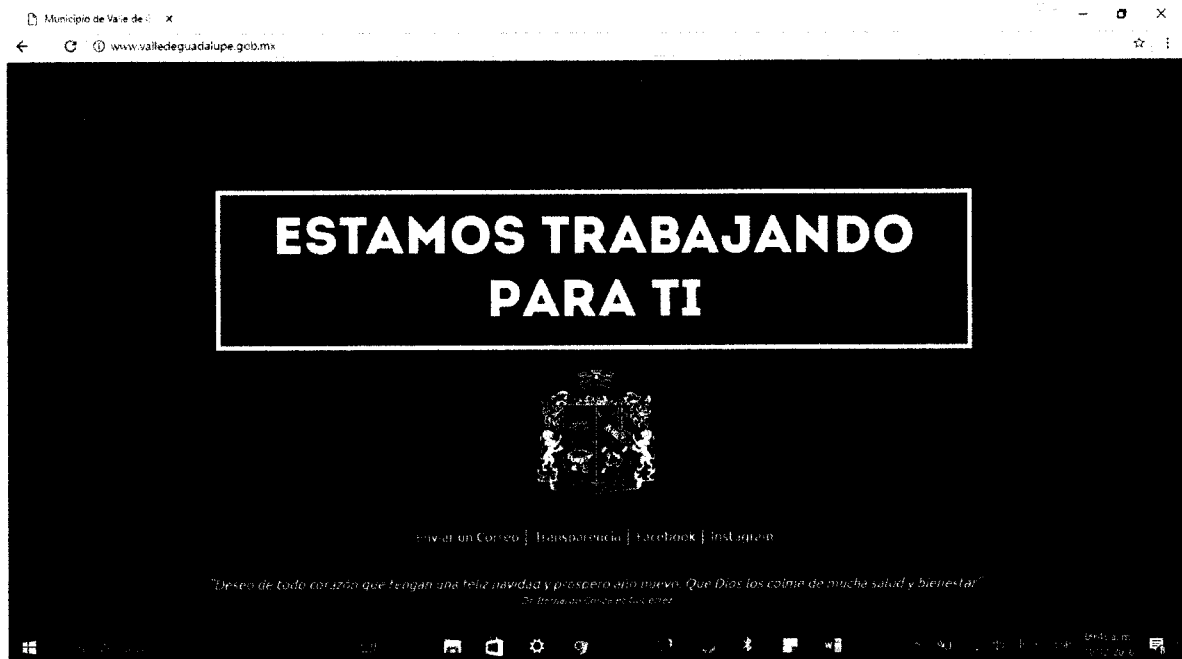 Municipio de Valle de
www.valledeguadalupe.gob.mx
ESTAMOS TRABAJANDO
PARA TI
Enviar un Correo | Transparencia | Facebook | Instagram
"Deseo de todo corazón que tengan una feliz navidad y prospero año nuevo. Que Dios los colme de mucha salud y bienestar"